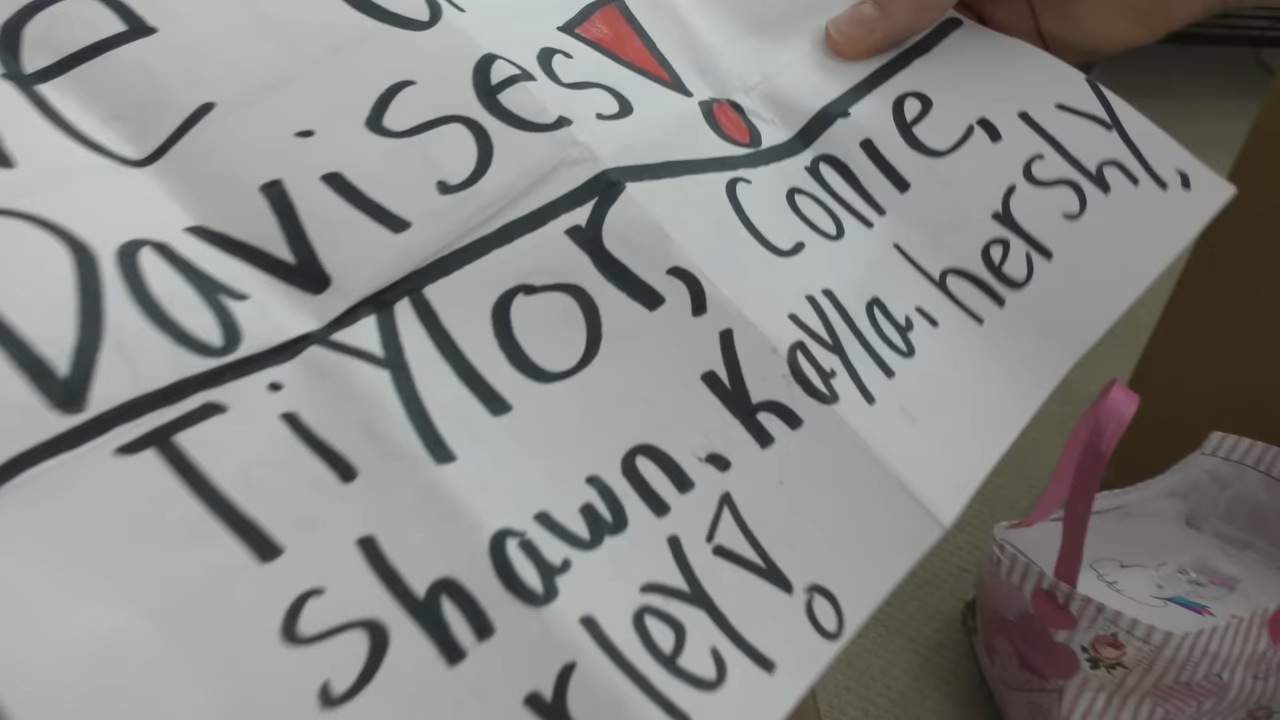 Davises!
Tiylor, Conie,
Shawn, Kayla, hershy,
rley!